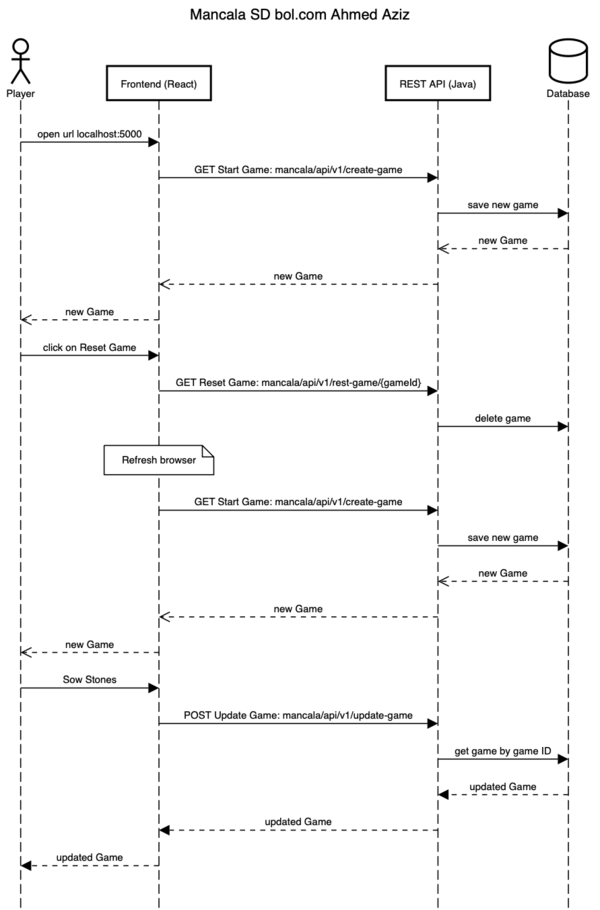 Mancala SD bol.com Ahmed Aziz
Player
Frontend (React)
REST API (Java)
Database
open url localhost:5000
GET Start Game: mancala/api/v1/create-game
save new game
new Game
new Game
new Game
click on Reset Game
GET Reset Game: mancala/api/v1/rest-game/{gameId}
delete game
Refresh browser
GET Start Game: mancala/api/v1/create-game
save new game
new Game
new Game
new Game
Sow Stones
POST Update Game: mancala/api/v1/update-game
get game by game ID
updated Game
updated Game
updated Game